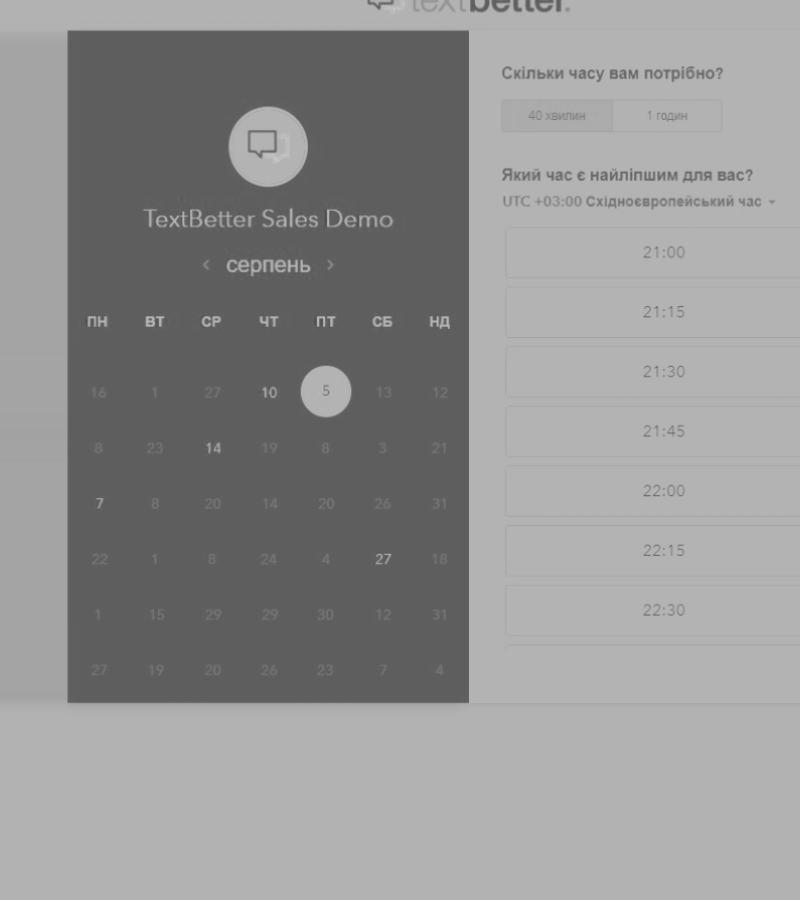 textbetter.
TextBetter Sales Demo
серпень
ПН ВТ СР ЧТ ПТ СБ НД
16 1 27 10 5 13 12
8 23 14 19 8 3 21
7 8 20 14 20 26 31
22 1 8 24 4 27 18
1 15 29 29 30 12 31
27 19 20 26 23 7 4
Скільки часу вам потрібно?
40 хвилин 1 годин
Який час є найліпшим для вас?
UTC +03:00 Східноєвропейський час
21:00
21:15
21:30
21:45
22:00
22:15
22:30